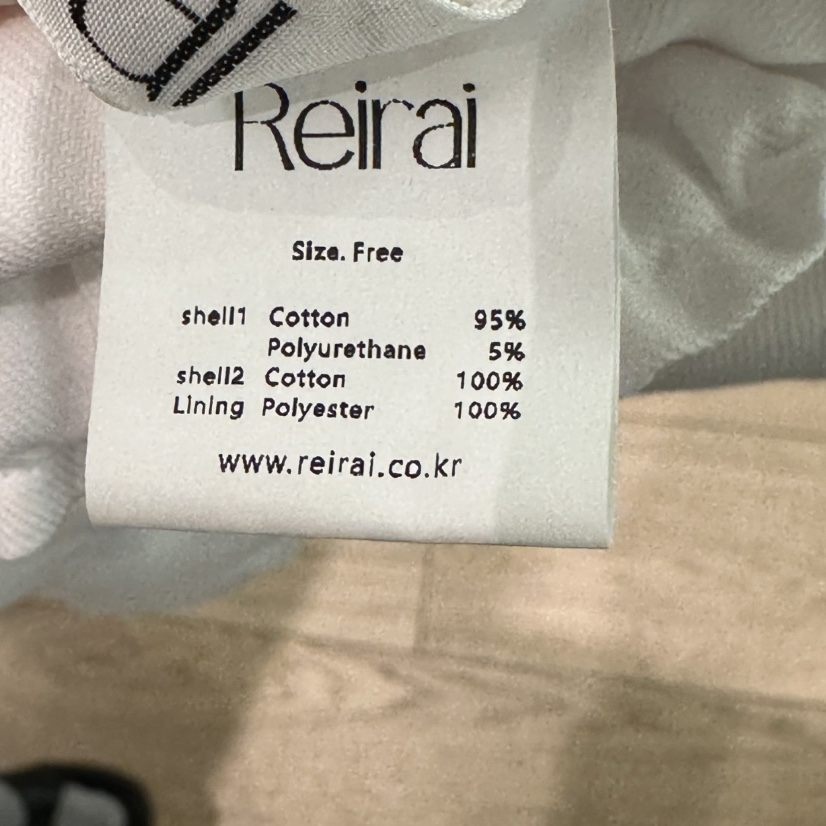 Reirai
Size. Free
shell1 Cotton 95%
Polyurethane 5%
shell2 Cotton 100%
Lining Polyester 100%
www.reirai.co.kr